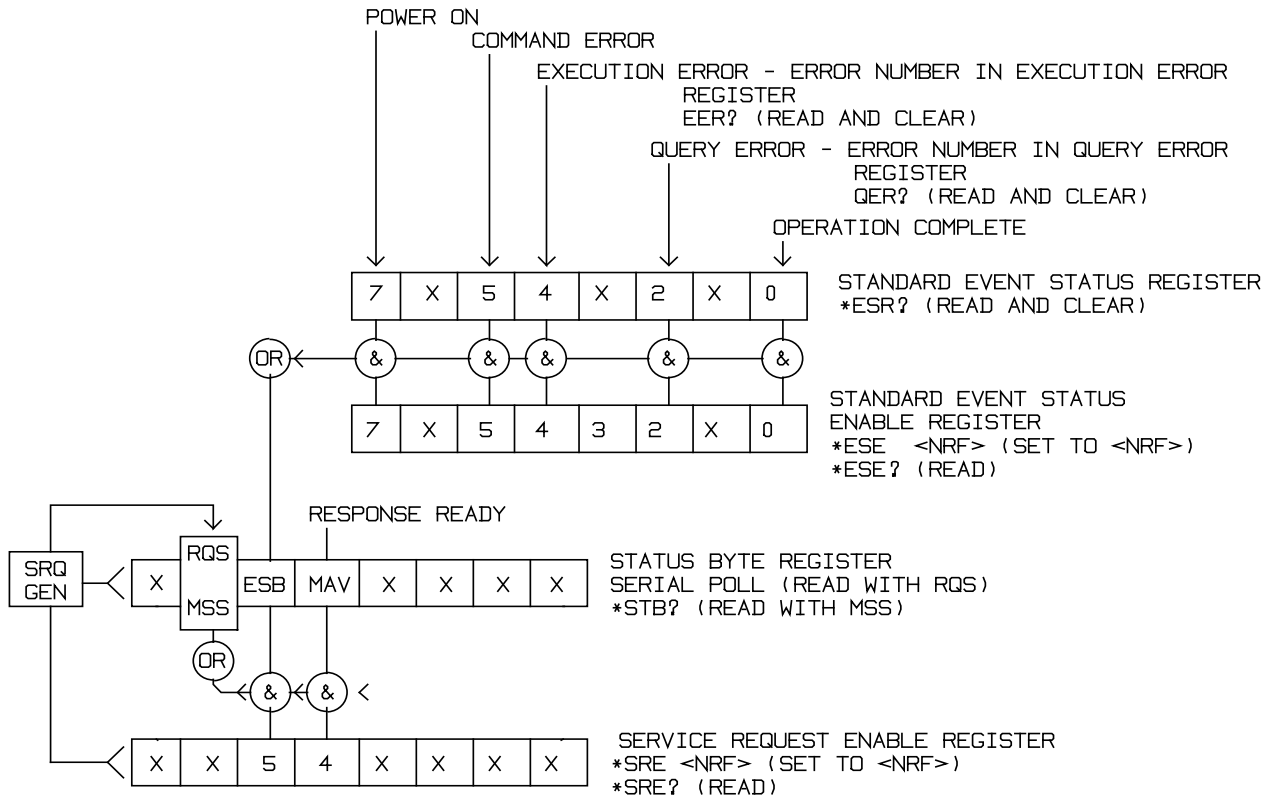 POWER ON
COMMAND ERROR
EXECUTION ERROR - ERROR NUMBER IN EXECUTION ERROR
REGISTER
EER? (READ AND CLEAR)
QUERY ERROR - ERROR NUMBER IN QUERY ERROR
REGISTER
QER? (READ AND CLEAR)
OPERATION COMPLETE
7 X 5 4 X 2 X 0
STANDARD EVENT STATUS REGISTER
*ESR? (READ AND CLEAR)
OR & & & & &
7 X 5 4 3 2 X 0
STANDARD EVENT STATUS
ENABLE REGISTER
*ESE <NRF> (SET TO <NRF>)
*ESE? (READ)
RESPONSE READY
SRQ
GEN
X RQS MSS ESB MAV X X X X
STATUS BYTE REGISTER
SERIAL POLL (READ WITH RQS)
*STB? (READ WITH MSS)
OR
& &
X X 5 4 X X X X
SERVICE REQUEST ENABLE REGISTER
*SRE <NRF> (SET TO <NRF>)
*SRE? (READ)